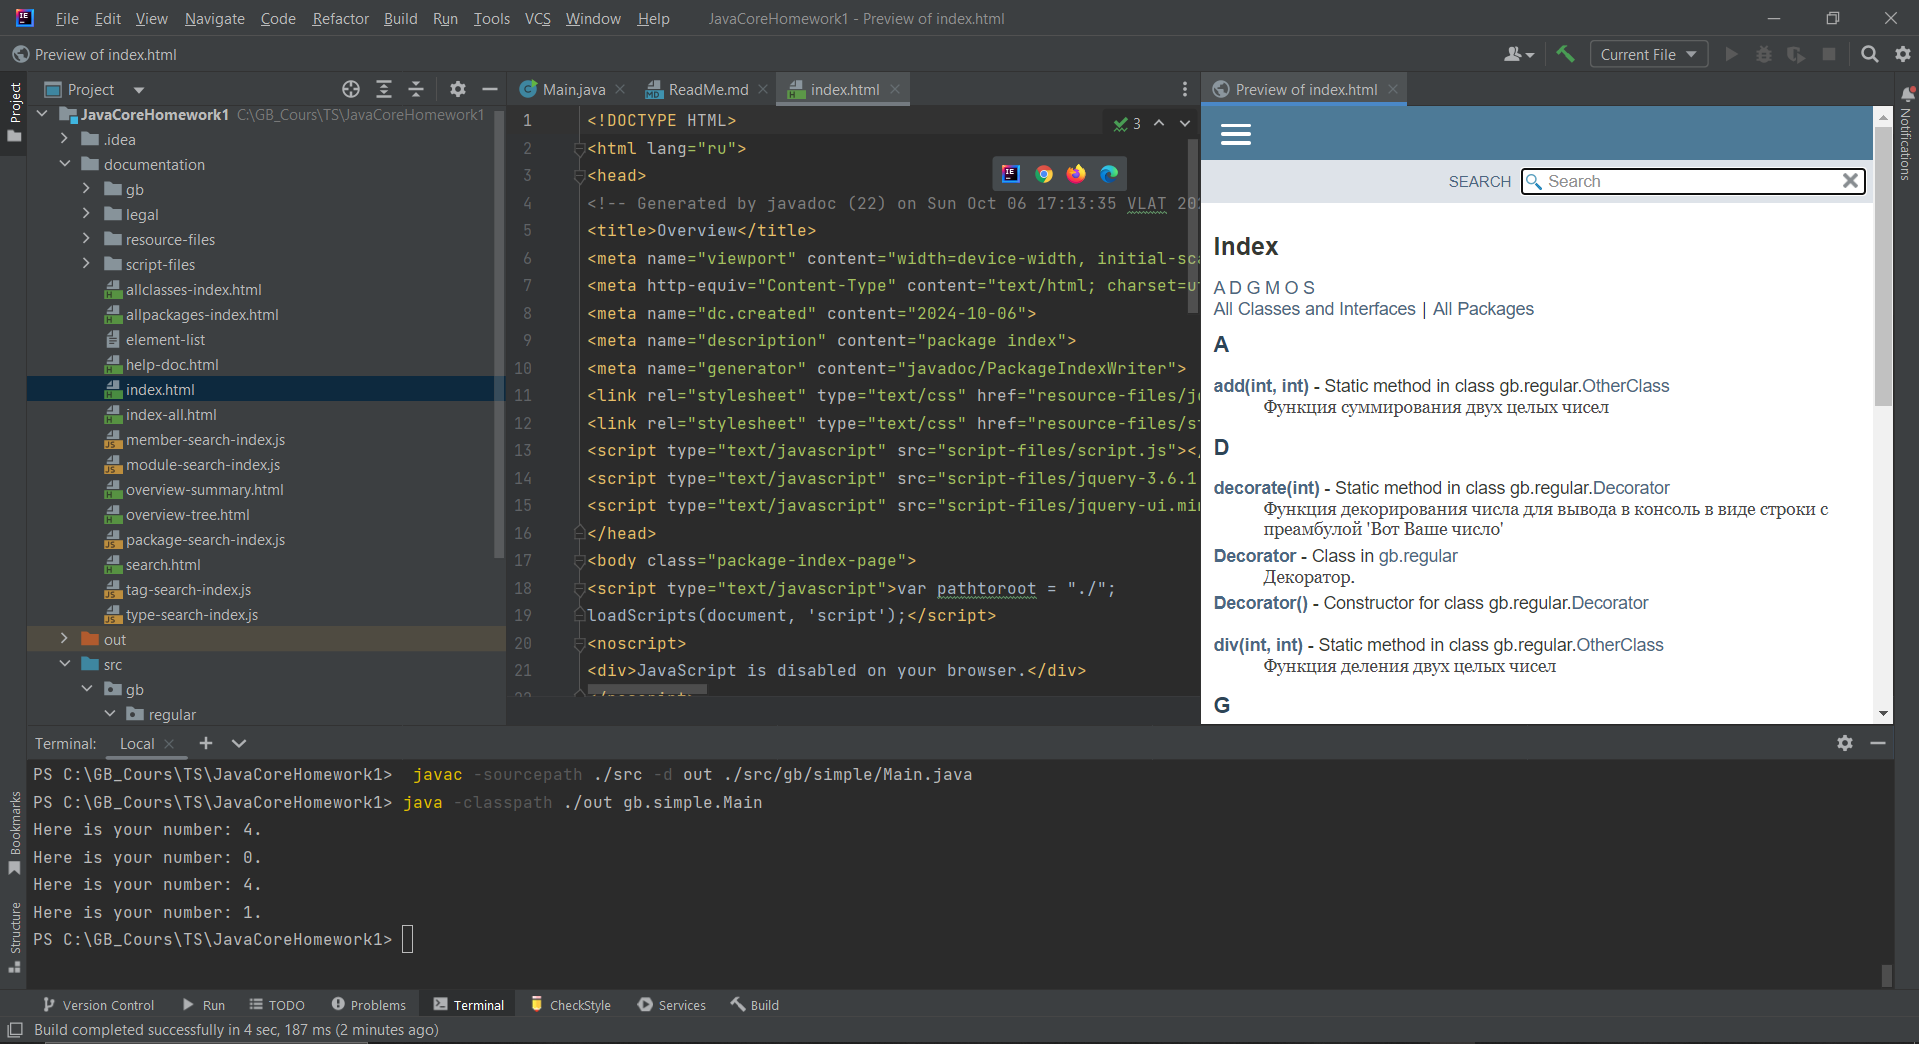 File Edit View Navigate Code Refactor Build Run Tools VCS Window Help JavaCoreHomework1 - Preview of index.html
Preview of index.html
Current File
Project
Project
JavaCoreHomework1 C:\GB_Cours\TS\JavaCoreHomework1
.idea
documentation
gb
legal
resource-files
script-files
allclasses-index.html
allpackages-index.html
element-list
help-doc.html
index.html
index-all.html
member-search-index.js
module-search-index.js
overview-summary.html
overview-tree.html
package-search-index.js
search.html
tag-search-index.js
type-search-index.js
out
src
gb
regular
Main.java ReadMe.md index.html
3
1 <!DOCTYPE HTML>
2 <html lang="ru">
3 <head>
4 <!-- Generated by javadoc (22) on Sun Oct 06 17:13:35 VLAT 20
5 <title>Overview</title>
6 <meta name="viewport" content="width=device-width, initial-sc
7 <meta http-equiv="Content-Type" content="text/html; charset=u
8 <meta name="dc.created" content="2024-10-06">
9 <meta name="description" content="package index">
10 <meta name="generator" content="javadoc/PackageIndexWriter">
11 <link rel="stylesheet" type="text/css" href="resource-files/j
12 <link rel="stylesheet" type="text/css" href="resource-files/s
13 <script type="text/javascript" src="script-files/script.js"></
14 <script type="text/javascript" src="script-files/jquery-3.6.1
15 <script type="text/javascript" src="script-files/jquery-ui.mi
16 </head>
17 <body class="package-index-page">
18 <script type="text/javascript">var pathtoroot = "./";
19 loadScripts(document, 'script');</script>
20 <noscript>
21 <div>JavaScript is disabled on your browser.</div>
Preview of index.html
SEARCH Search
Index
A D G M O S
All Classes and Interfaces | All Packages
A
add(int, int) - Static method in class gb.regular.OtherClass
Функция суммирования двух целых чисел
D
decorate(int) - Static method in class gb.regular.Decorator
Функция декорирования числа для вывода в консоль в виде строки с
преамбулой 'Вот Ваше число'
Decorator - Class in gb.regular
Декоратор.
Decorator() - Constructor for class gb.regular.Decorator
div(int, int) - Static method in class gb.regular.OtherClass
Функция деления двух целых чисел
G
Notifications
Terminal: Local
PS C:\GB_Cours\TS\JavaCoreHomework1> javac -sourcepath ./src -d out ./src/gb/simple/Main.java
PS C:\GB_Cours\TS\JavaCoreHomework1> java -classpath ./out gb.simple.Main
Here is your number: 4.
Here is your number: 0.
Here is your number: 4.
Here is your number: 1.
PS C:\GB_Cours\TS\JavaCoreHomework1>
Bookmarks
Structure
Version Control Run TODO Problems Terminal CheckStyle Services Build
Build completed successfully in 4 sec, 187 ms (2 minutes ago)